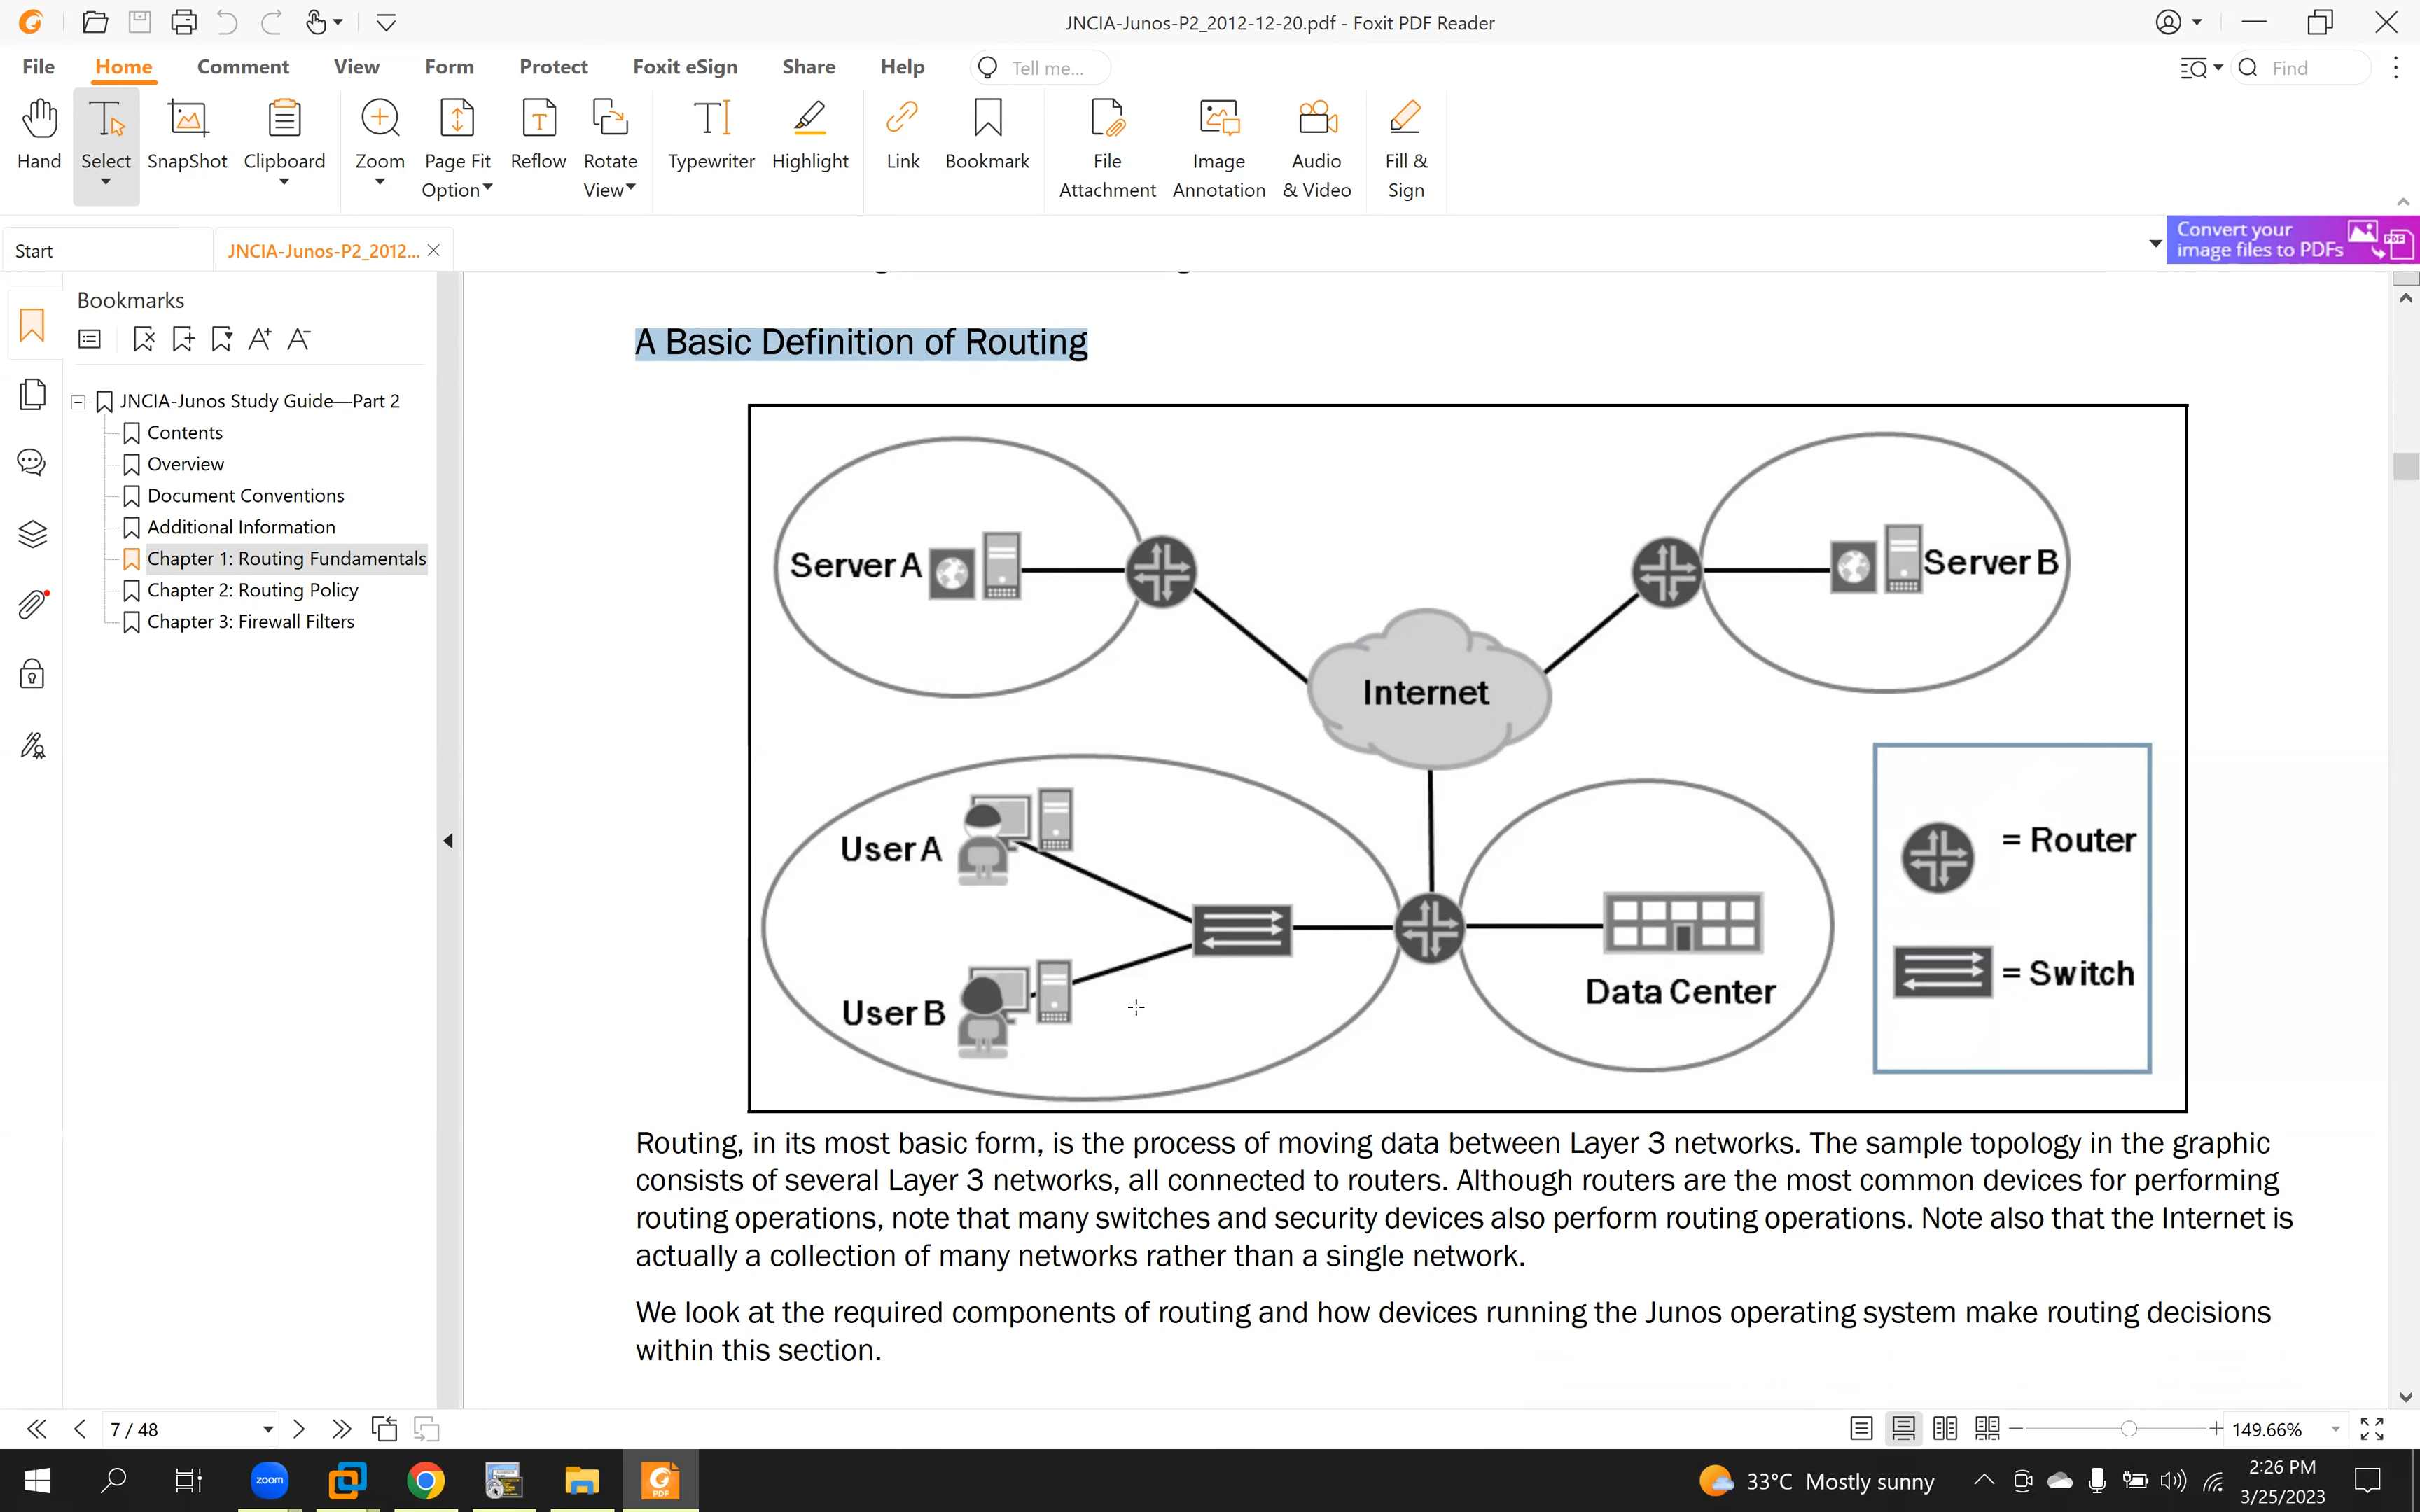 JNCIA-Junos-P2_2012-12-20.pdf - Foxit PDF Reader
File Home Comment View Form Protect Foxit eSign Share Help Tell me... Find
Hand Select SnapShot Clipboard Zoom Page Fit Option Reflow Rotate View Typewriter Highlight Link Bookmark File Attachment Image Annotation Audio & Video Fill & Sign
Start JNCIA-Junos-P2_2012...
Convert your
image files to PDFs
Bookmarks
JNCIA-Junos Study Guide—Part 2
Contents
Overview
Document Conventions
Additional Information
Chapter 1: Routing Fundamentals
Chapter 2: Routing Policy
Chapter 3: Firewall Filters
A Basic Definition of Routing
Server A
Server B
Internet
User A
User B
Data Center
= Router
= Switch
Routing, in its most basic form, is the process of moving data between Layer 3 networks. The sample topology in the graphic
consists of several Layer 3 networks, all connected to routers. Although routers are the most common devices for performing
routing operations, note that many switches and security devices also perform routing operations. Note also that the Internet is
actually a collection of many networks rather than a single network.
We look at the required components of routing and how devices running the Junos operating system make routing decisions
within this section.
7 / 48
149.66%
zoom
PDF
33°C Mostly sunny
2:26 PM
3/25/2023